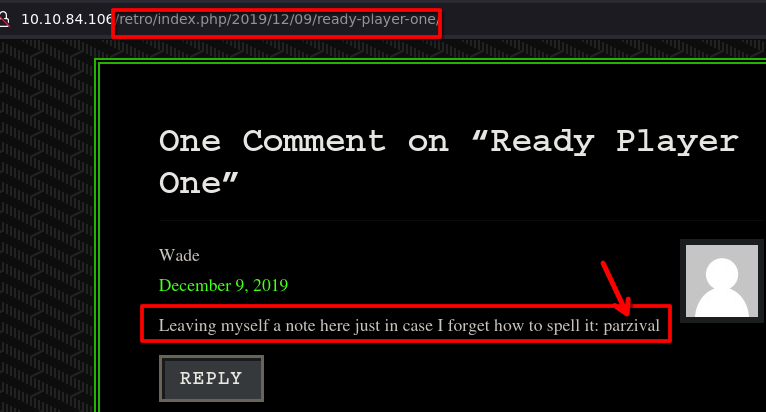 10.10.84.106/retro/index.php/2019/12/09/ready-player-one/
One Comment on “Ready Player
One”
Wade
December 9, 2019
Leaving myself a note here just in case I forget how to spell it: parzival
REPLY